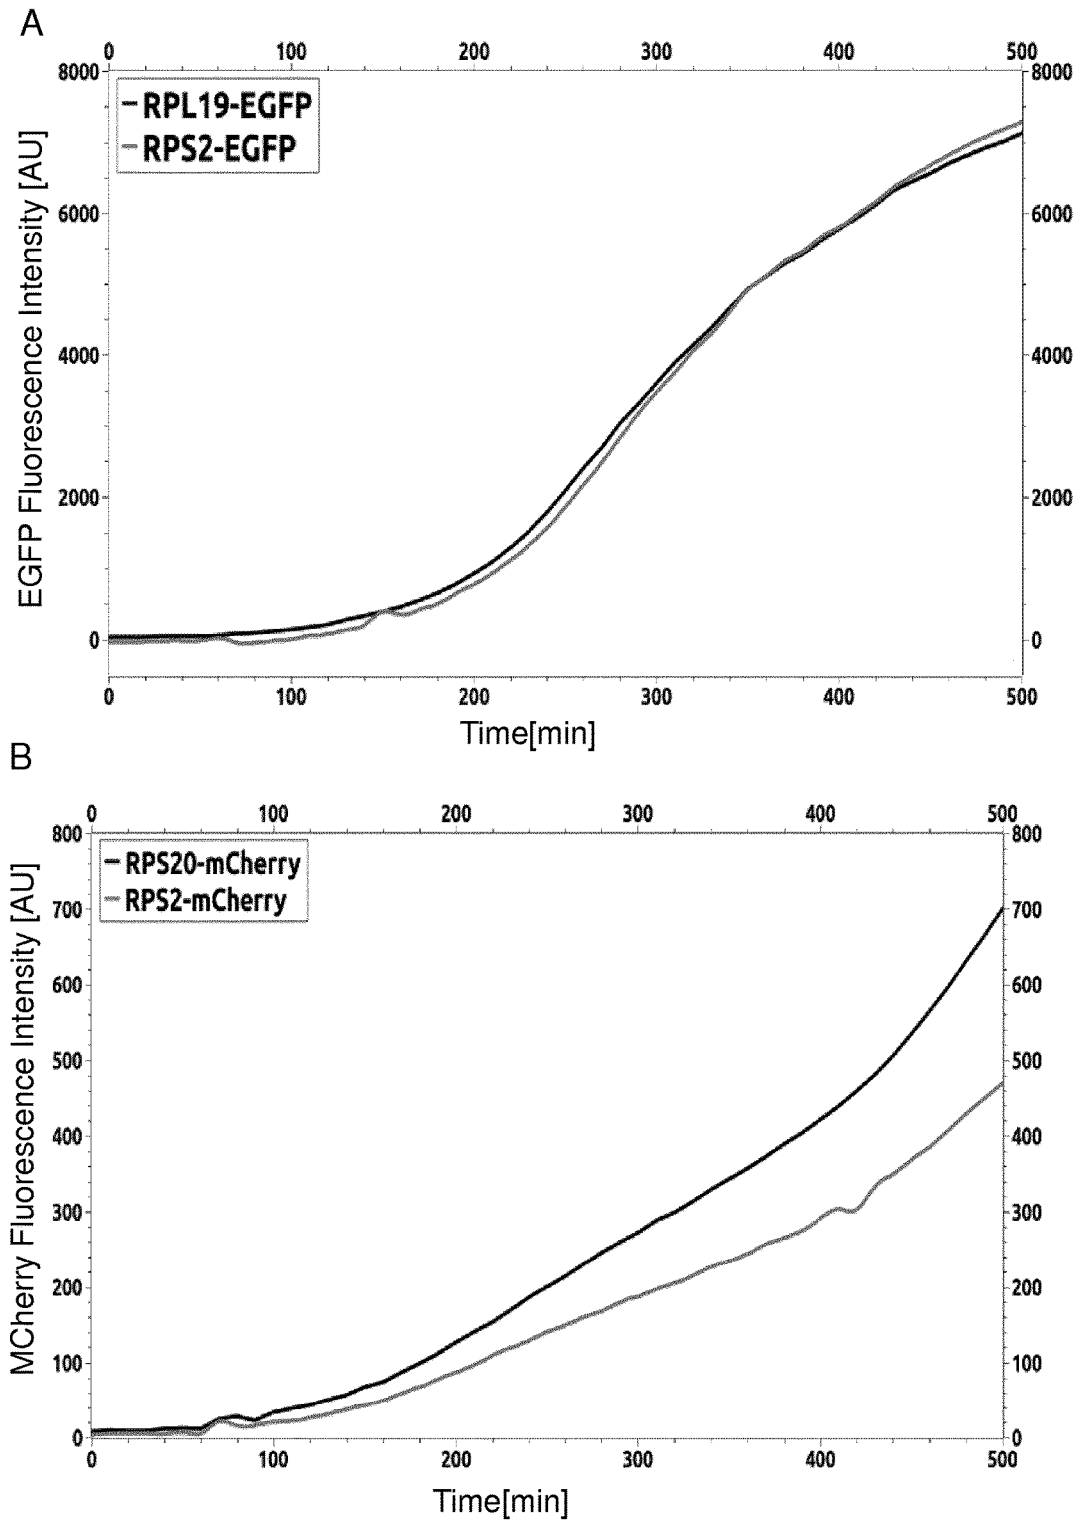 A
0 100 200 300 400 500
8000 8000
RPL19-EGFP
RPS2-EGFP
6000 6000
4000 4000
2000 2000
0 0
EGFP Fluorescence Intensity [AU]
0 100 200 300 400 500
Time[min]
B
0 100 200 300 400 500
800 800
RPS20-mCherry
RPS2-mCherry
700 700
600 600
500 500
400 400
300 300
200 200
100 100
0 0
MCherry Fluorescence Intensity [AU]
0 100 200 300 400 500
Time[min]